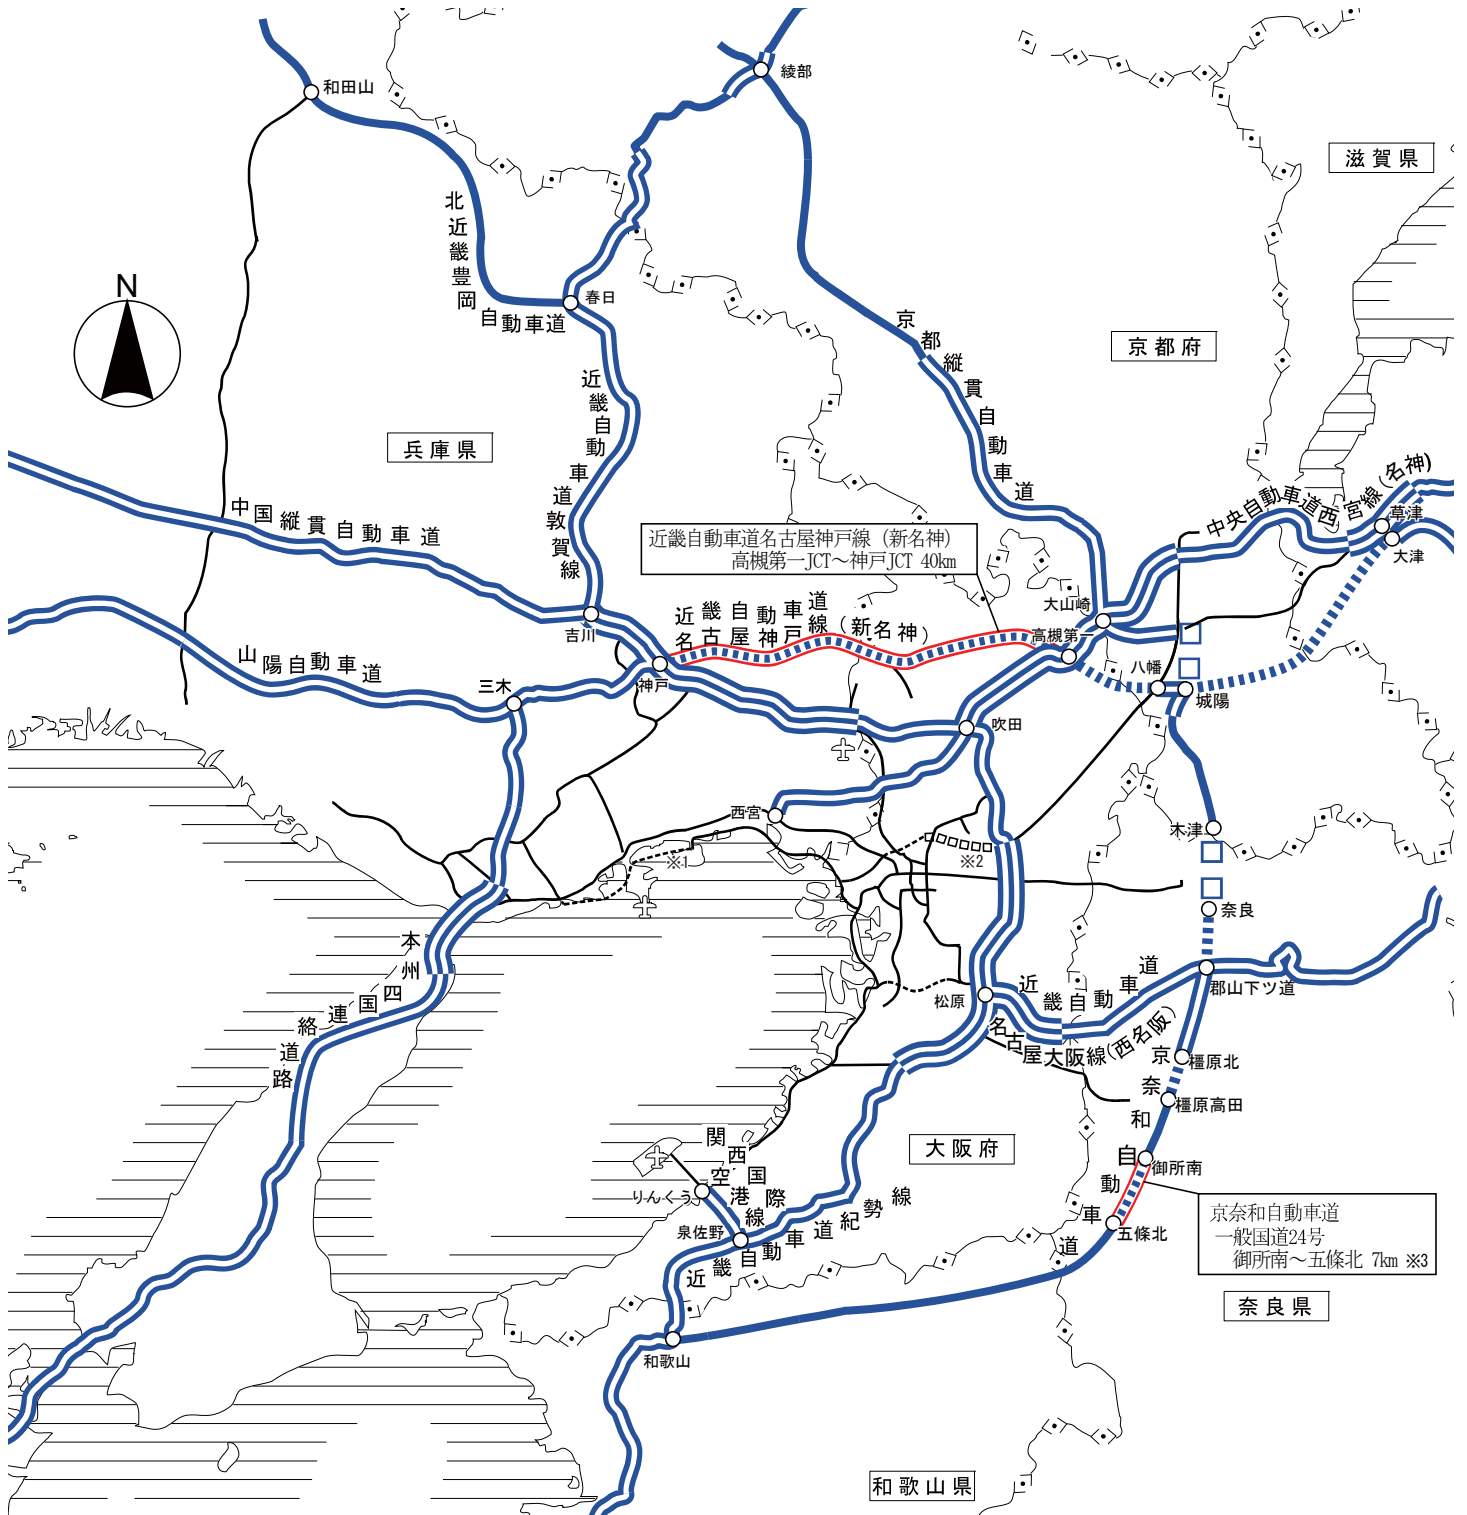 綾部
和田山
滋賀県
北近畿豊岡自動車道
N
春日
京都縦貫自動車道
京都府
近畿自動車道敦賀線
兵庫県
中央自動車道西宮線(名神)
中国縦貫自動車道
草津
近畿自動車道名古屋神戸線（新名神）
高槻第一JCT～神戸JCT 40km
大津
大山崎
吉川
近畿自動車道
名古屋神戸線(新名神)
高槻第一
山陽自動車道
八幡
三木
神戸
城陽
吹田
西宮
木津
※1
※2
奈良
本州四国連絡道路
松原
近畿自動車道
名古屋大阪線(西名阪)
郡山下ツ道
橿原北
京奈和自動車道
橿原高田
大阪府
関西国際
空港線
御所南
りんくう
泉佐野
近畿自動車道紀勢線
五條北
京奈和自動車道
一般国道24号
御所南～五條北 7km ※3
奈良県
和歌山
和歌山県